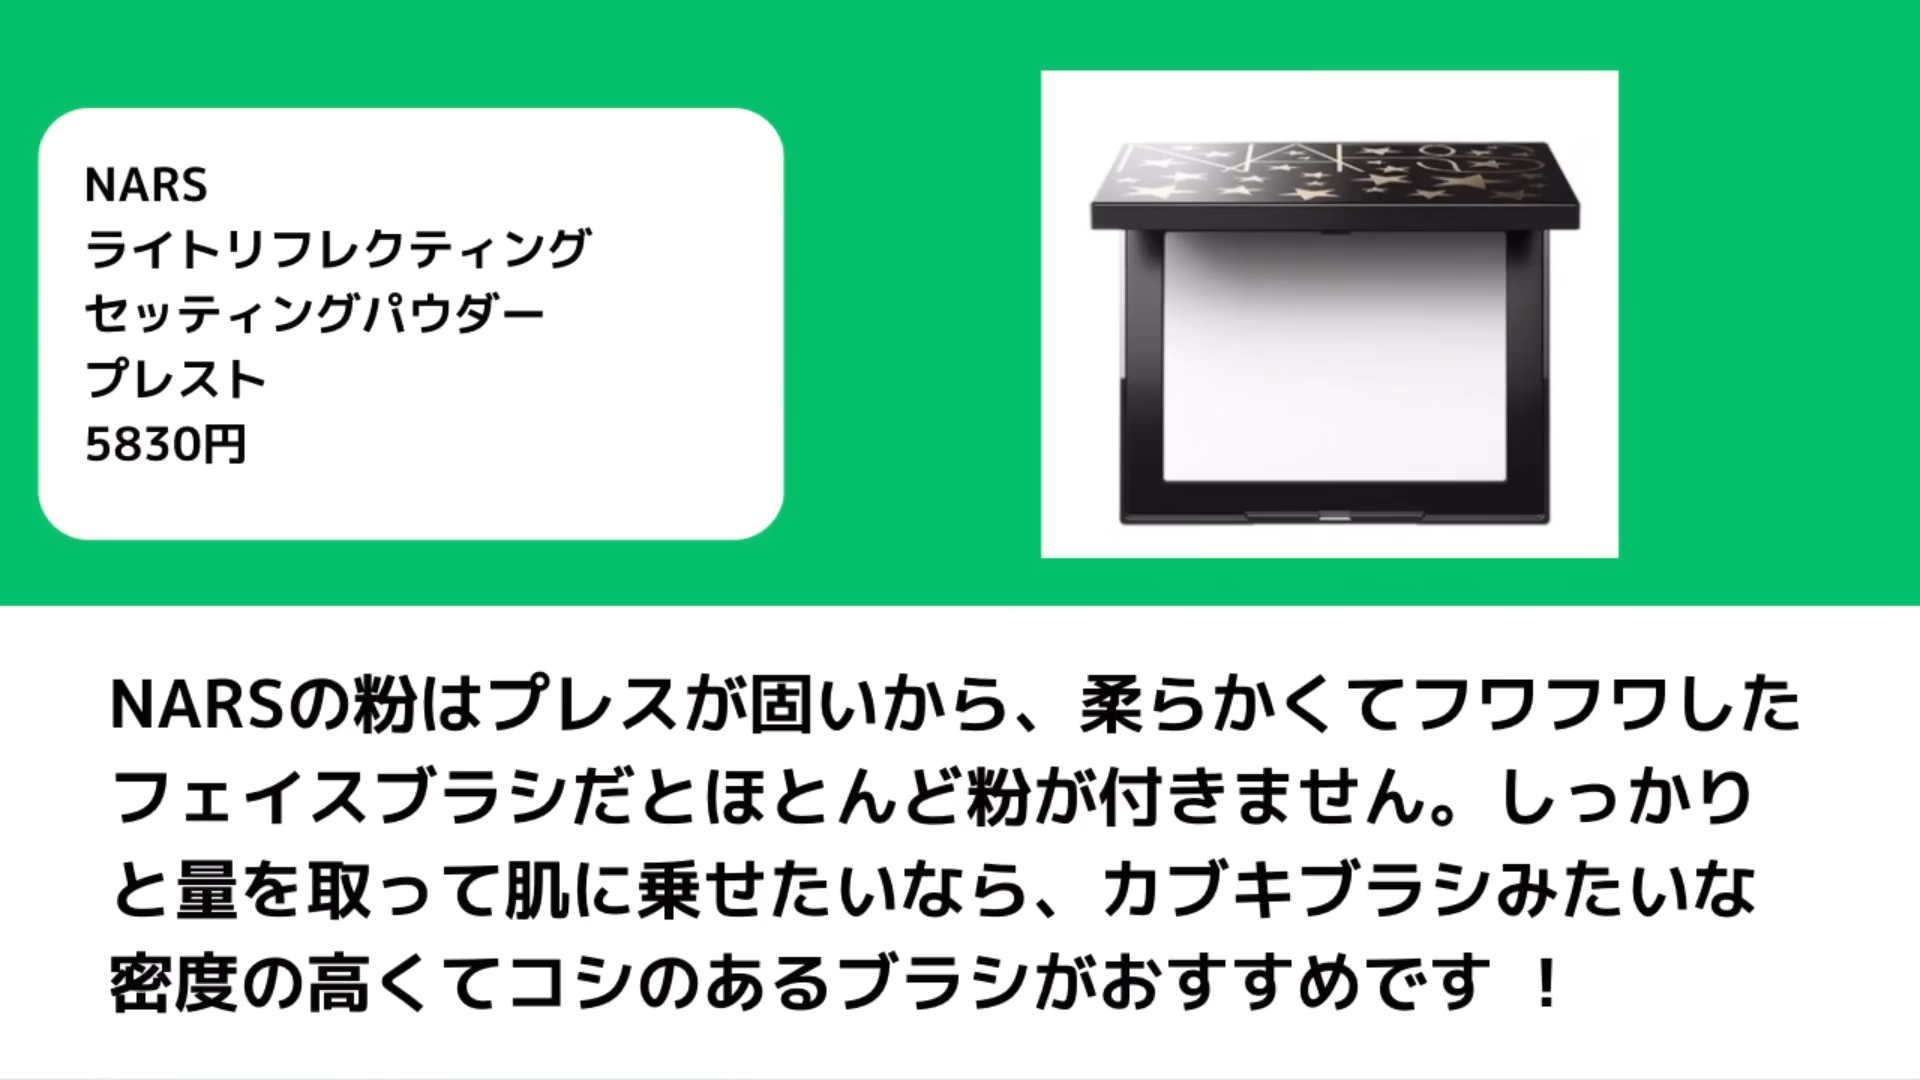 NARS
ライトリフレクティング
セッティングパウダー
プレスト
5830円
NARS
NARSの粉はプレスが固いから、柔らかくてフワフワした
フェイスブラシだとほとんど粉が付きません。しっかり
と量を取って肌に乗せたいなら、カブキブラシみたいな
密度の高くてコシのあるブラシがおすすめです ！